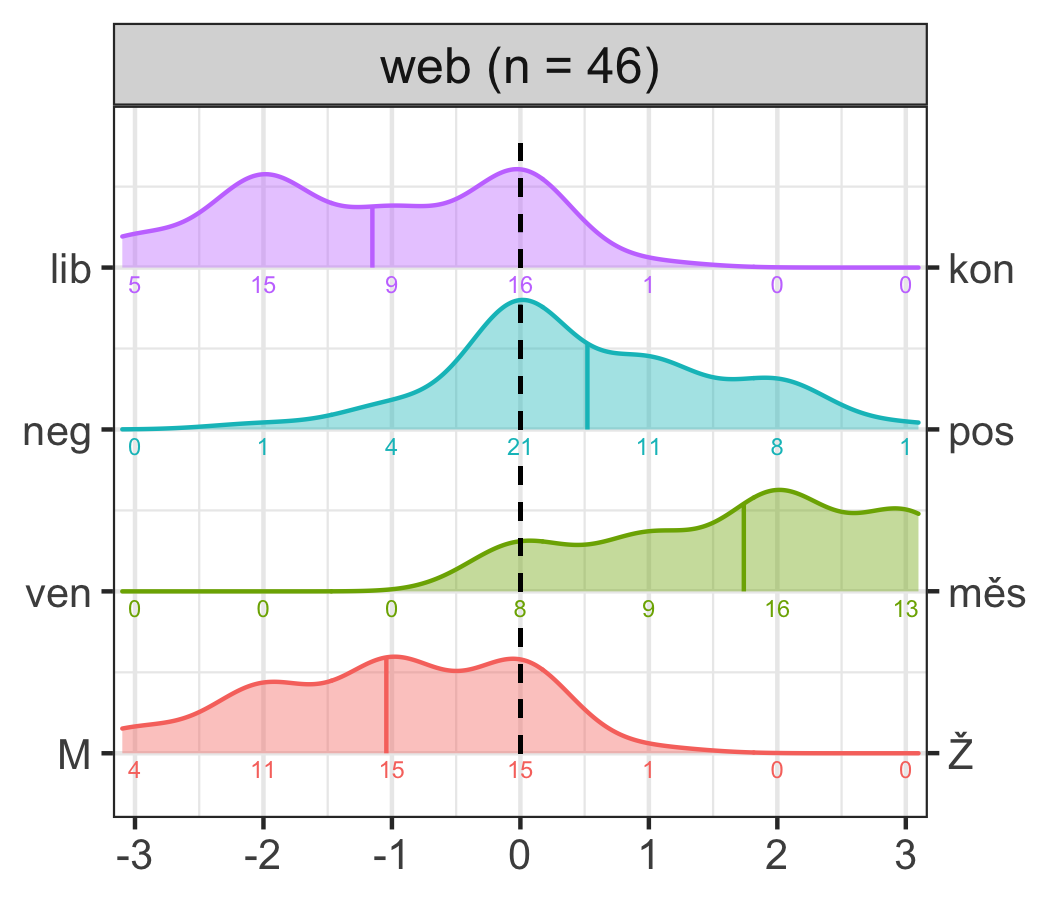 web (n = 46)
lib kon
5 15 9 16 1 0 0
neg pos
0 1 4 21 11 8 1
ven měs
0 0 0 8 9 16 13
M Ž
4 11 15 15 1 0 0
-3 -2 -1 0 1 2 3